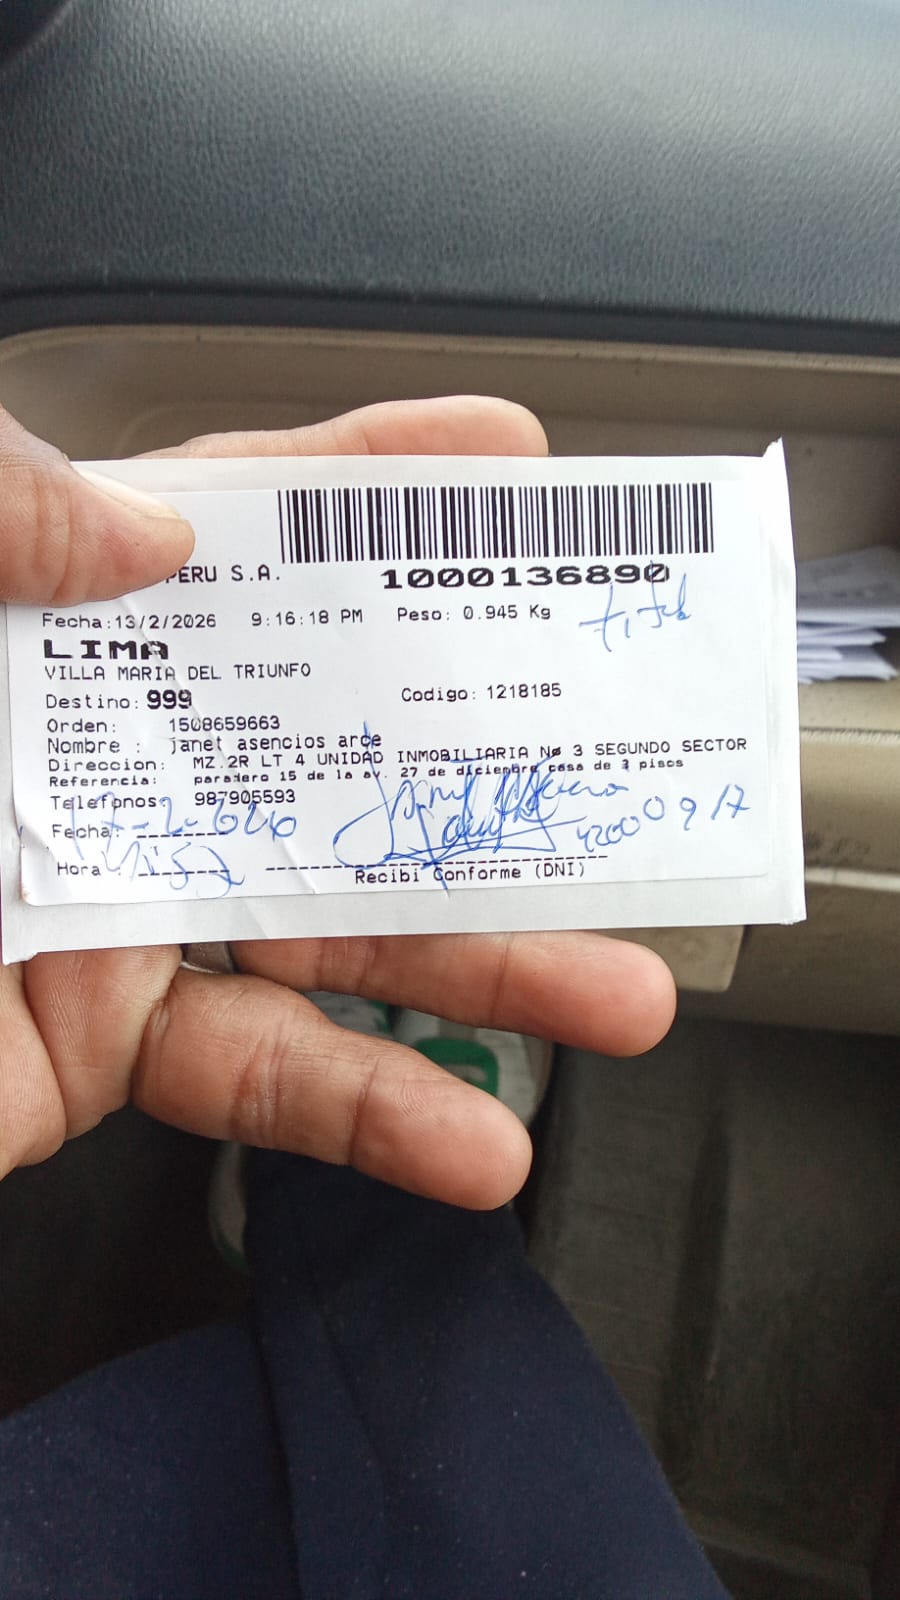 PERU S.A.
1000136890
Fecha:13/2/2026 9:16:18 PM Peso: 0.945 Kg
LIMA
VILLA MARIA DEL TRIUNFO
Destino: 999 Codigo: 1218185
Orden: 1508659663
Nombre : janet asencios arce
Direccion: MZ.2R LT 4 UNIDAD INMOBILIARIA Nø 3 SEGUNDO SECTOR
Referencia: paradero 15 de la av. 27 de diciembre casa de 3 pisos
Telefonos: 987905593
Fecha:
42000917
Hora :
Recibi Conforme (DNI)